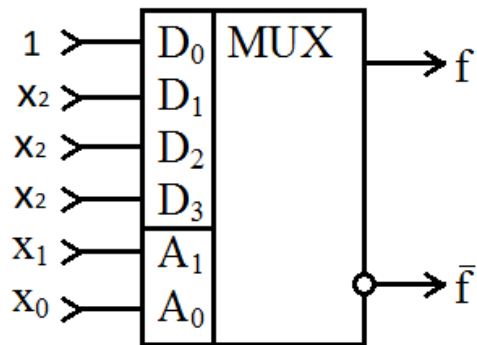 1 D₀ MUX f
x₂ D₁
x₂ D₂
x₂ D₃
x₁ A₁
x₀ A₀ f̄